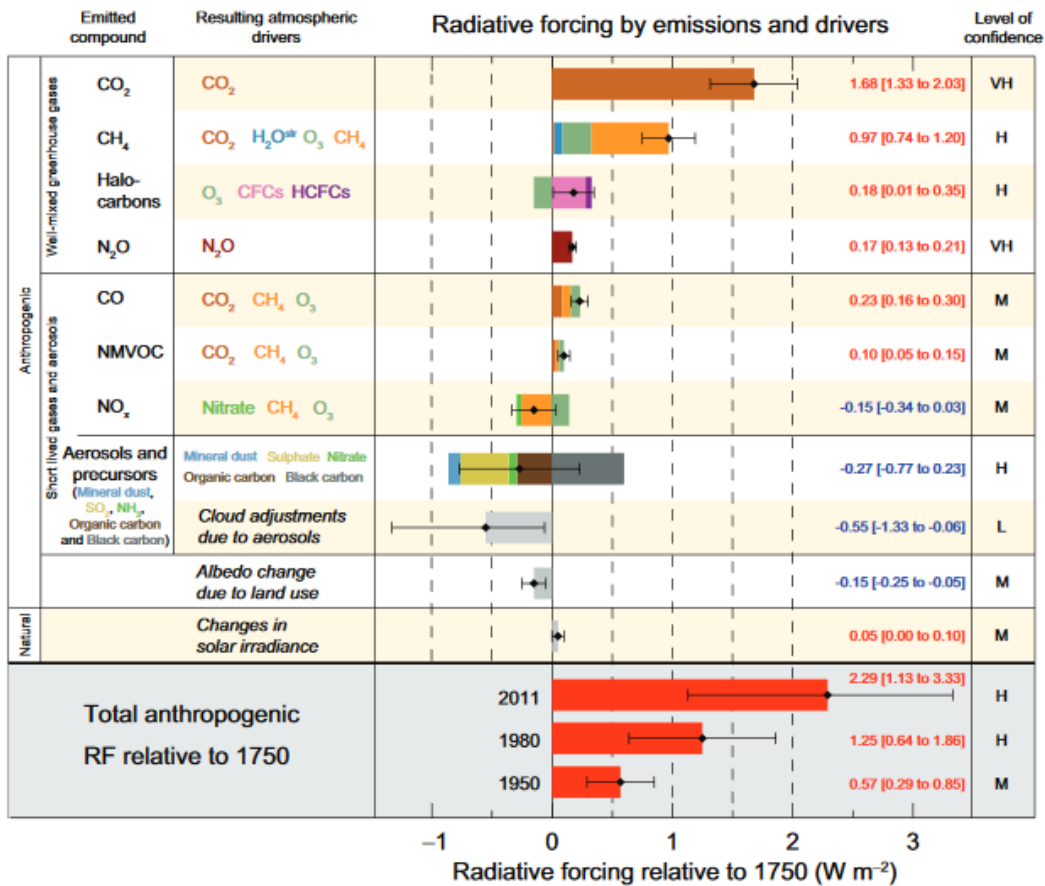 Emitted compound
Resulting atmospheric drivers
Radiative forcing by emissions and drivers
Level of confidence
Anthropogenic
Well-mixed greenhouse gases
CO₂ CO₂ 1.68 [1.33 to 2.03] VH
CH₄ CO₂ H₂Oˢᵗʳ O₃ CH₄ 0.97 [0.74 to 1.20] H
Halo-
carbons O₃ CFCs HCFCs 0.18 [0.01 to 0.35] H
N₂O N₂O 0.17 [0.13 to 0.21] VH
Short lived gases and aerosols
CO CO₂ CH₄ O₃ 0.23 [0.16 to 0.30] M
NMVOC CO₂ CH₄ O₃ 0.10 [0.05 to 0.15] M
NOₓ Nitrate CH₄ O₃ -0.15 [-0.34 to 0.03] M
Aerosols and
precursors
(Mineral dust,
SO₂, NH₃,
Organic carbon
and Black carbon)
Mineral dust Sulphate Nitrate
Organic carbon Black carbon
-0.27 [-0.77 to 0.23] H
Cloud adjustments
due to aerosols
-0.55 [-1.33 to -0.06] L
Albedo change
due to land use
-0.15 [-0.25 to -0.05] M
Natural
Changes in
solar irradiance
0.05 [0.00 to 0.10] M
Total anthropogenic
RF relative to 1750
2011 2.29 [1.13 to 3.33] H
1980 1.25 [0.64 to 1.86] H
1950 0.57 [0.29 to 0.85] M
−1 0 1 2 3
Radiative forcing relative to 1750 (W m⁻²)